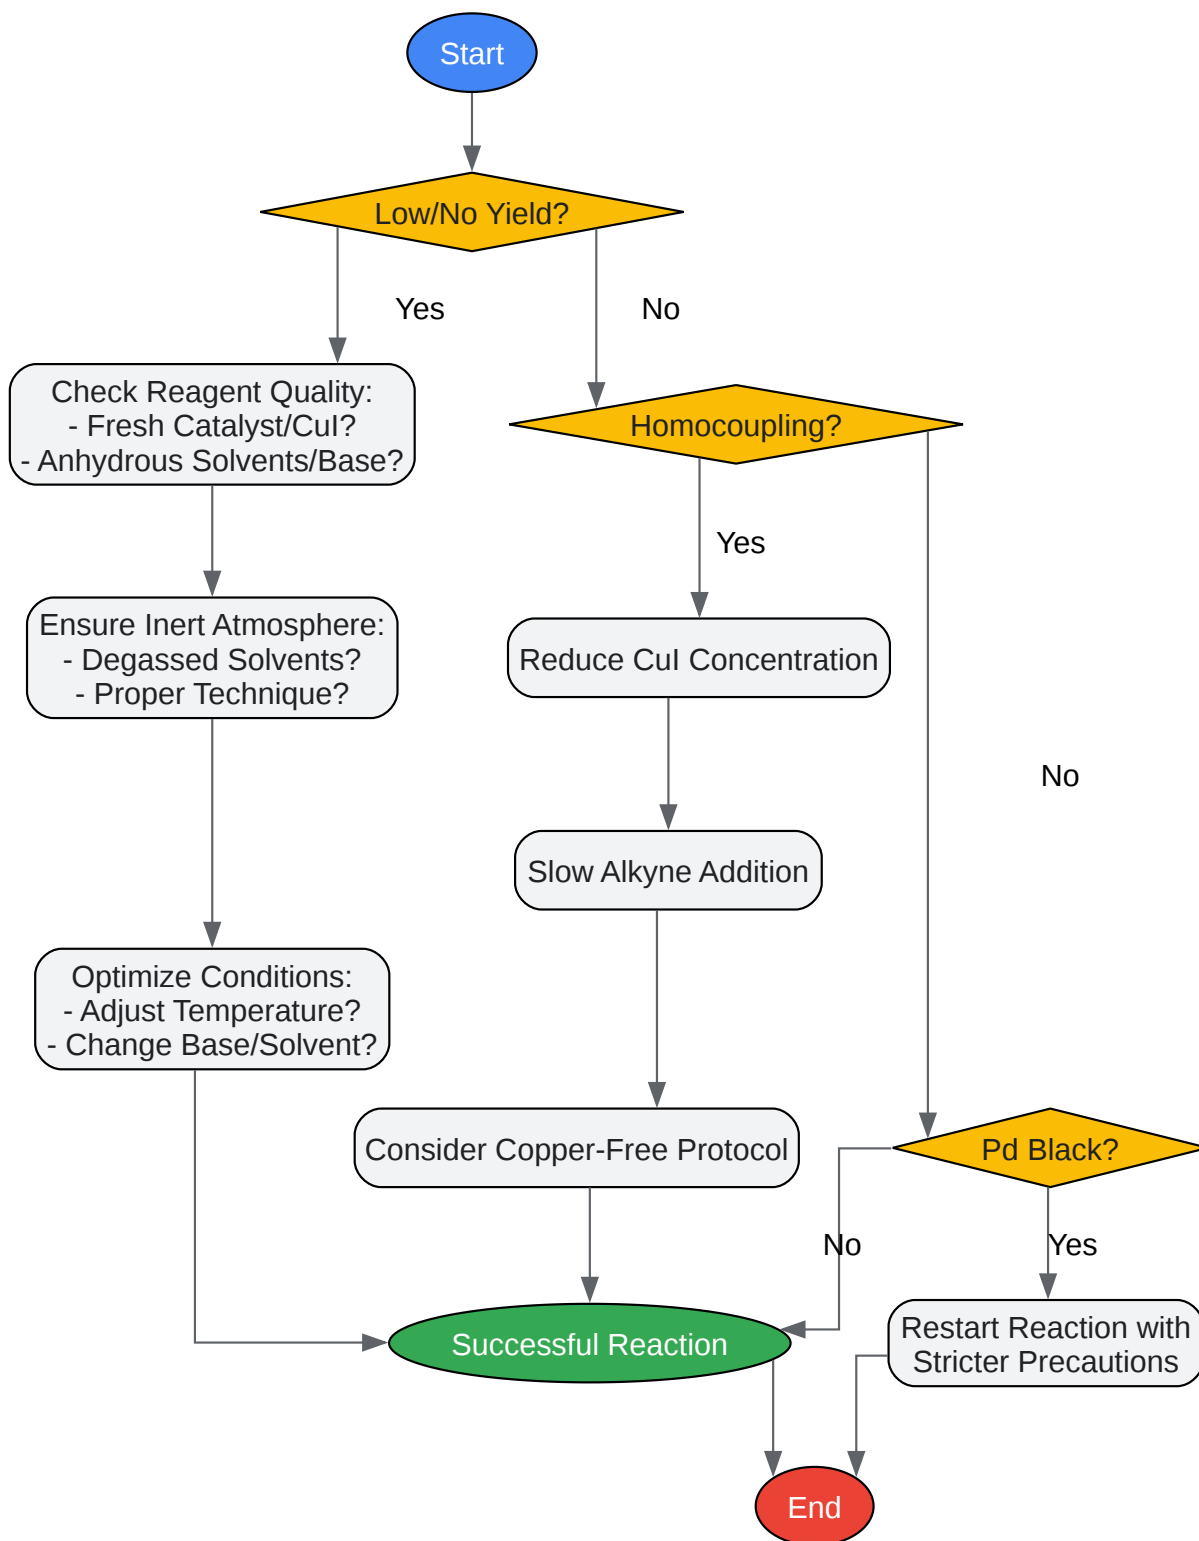 Start
Low/No Yield?
Yes
No
Check Reagent Quality:
- Fresh Catalyst/CuI?
- Anhydrous Solvents/Base?
Homocoupling?
Yes
Ensure Inert Atmosphere:
- Degassed Solvents?
- Proper Technique?
Reduce CuI Concentration
No
Slow Alkyne Addition
Optimize Conditions:
- Adjust Temperature?
- Change Base/Solvent?
Consider Copper-Free Protocol
Pd Black?
No
Yes
Successful Reaction
Restart Reaction with
Stricter Precautions
End